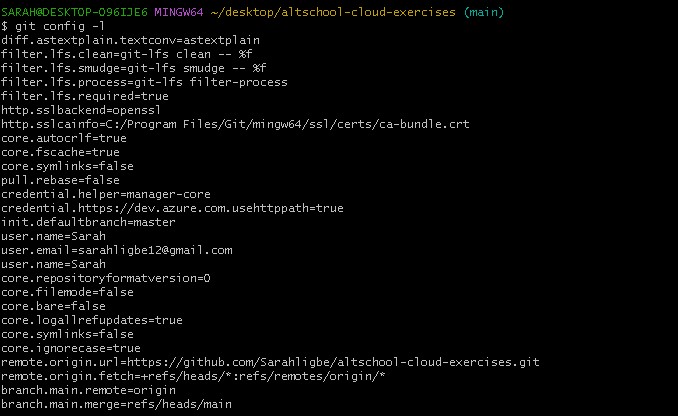 SARAH@DESKTOP-O96IJE6 MINGW64 ~/desktop/altschool-cloud-exercises (main)
$ git config -l
diff.astextplain.textconv=astextplain
filter.lfs.clean=git-lfs clean -- %f
filter.lfs.smudge=git-lfs smudge -- %f
filter.lfs.process=git-lfs filter-process
filter.lfs.required=true
http.sslbackend=openssl
http.sslcainfo=C:/Program Files/Git/mingw64/ssl/certs/ca-bundle.crt
core.autocrlf=true
core.fscache=true
core.symlinks=false
pull.rebase=false
credential.helper=manager-core
credential.https://dev.azure.com.usehttppath=true
init.defaultbranch=master
user.name=Sarah
user.email=sarahligbe12@gmail.com
user.name=Sarah
core.repositoryformatversion=0
core.filemode=false
core.bare=false
core.logallrefupdates=true
core.symlinks=false
core.ignorecase=true
remote.origin.url=https://github.com/Sarahligbe/altschool-cloud-exercises.git
remote.origin.fetch=+refs/heads/*:refs/remotes/origin/*
branch.main.remote=origin
branch.main.merge=refs/heads/main